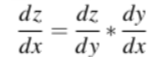 dz/dx = dz/dy * dy/dx